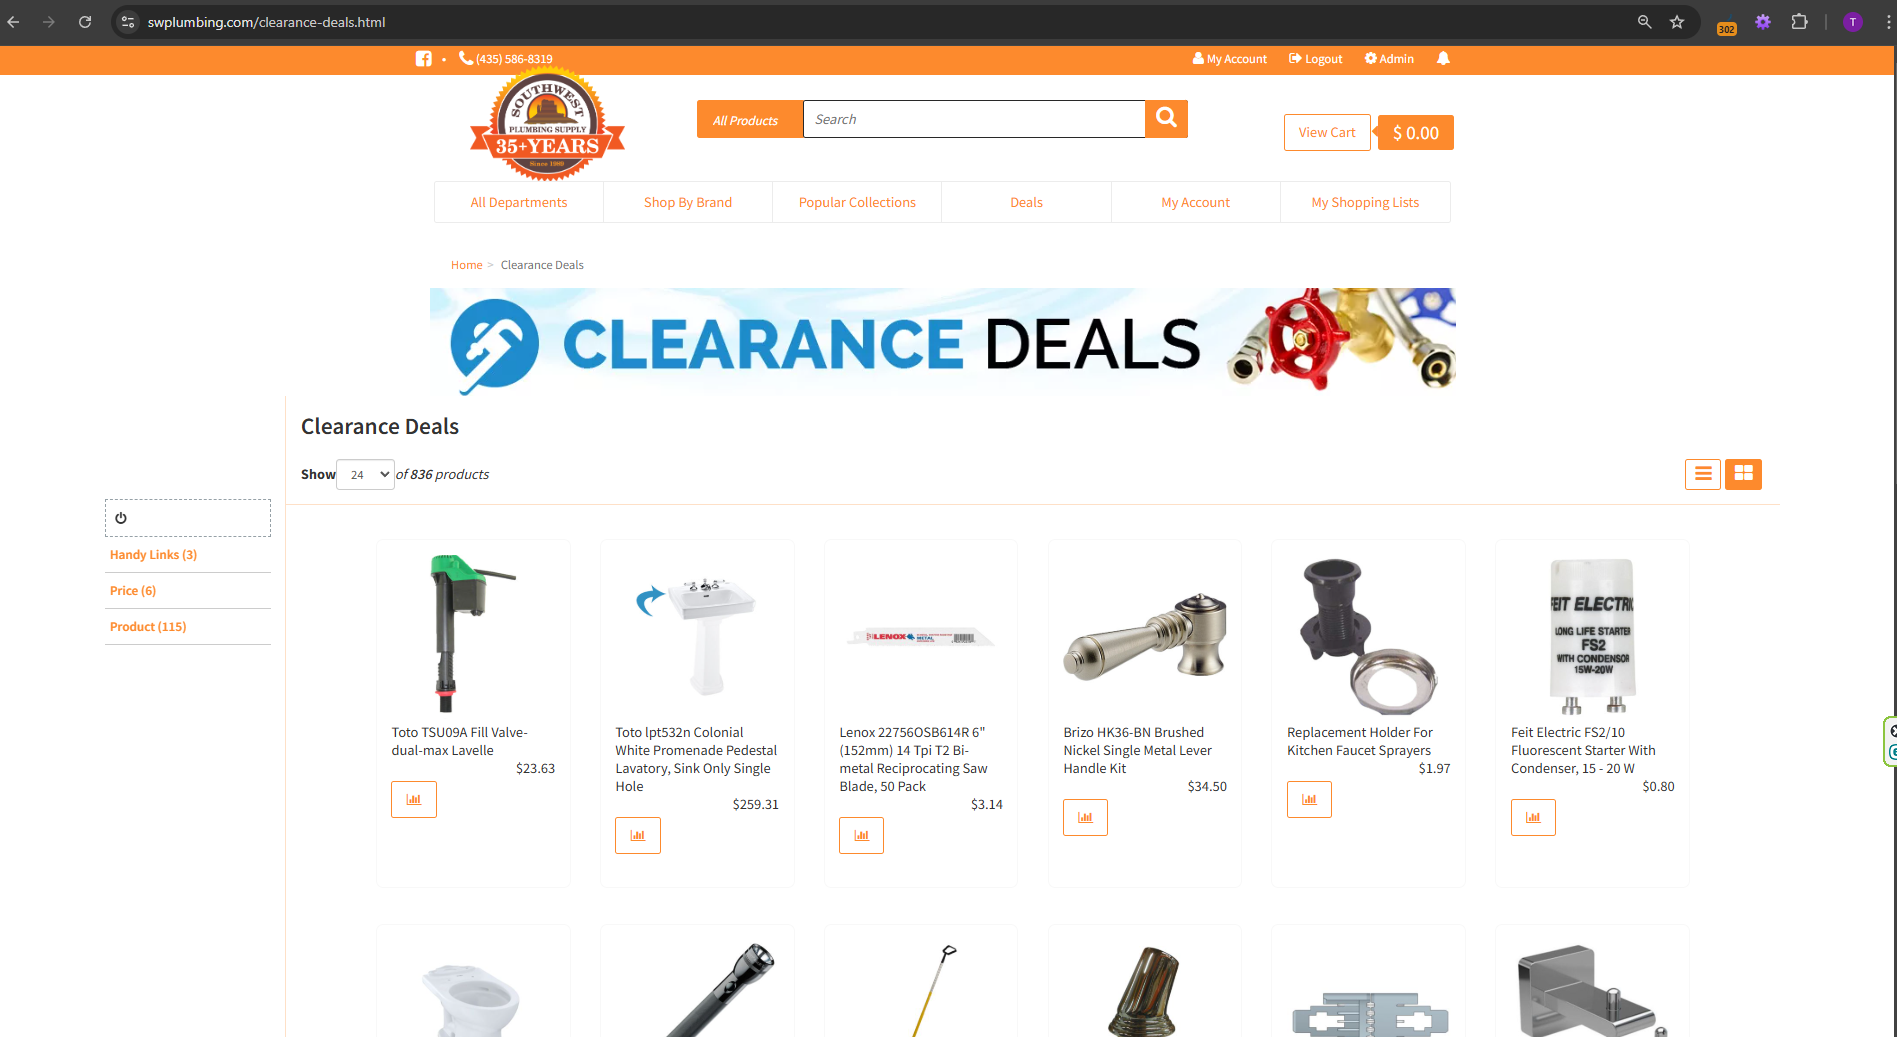 swplumbing.com/clearance-deals.html
302
T
(435) 586-8319
My Account
Logout
Admin
SOUTHWEST
PLUMBING SUPPLY
35+YEARS
Since 1989
All Products
Search
View Cart
$ 0.00
All Departments
Shop By Brand
Popular Collections
Deals
My Account
My Shopping Lists
Home > Clearance Deals
CLEARANCE DEALS
Clearance Deals
Show 24 of 836 products
Handy Links (3)
Price (6)
Product (115)
LENOX
METAL
FEIT ELECTRIC
LONG LIFE STARTER
FS2
WITH CONDENSOR
15W-20W
Toto TSU09A Fill Valve-
dual-max Lavelle
$23.63
Toto lpt532n Colonial
White Promenade Pedestal
Lavatory, Sink Only Single
Hole
$259.31
Lenox 22756OSB614R 6"
(152mm) 14 Tpi T2 Bi-
metal Reciprocating Saw
Blade, 50 Pack
$3.14
Brizo HK36-BN Brushed
Nickel Single Metal Lever
Handle Kit
$34.50
Replacement Holder For
Kitchen Faucet Sprayers
$1.97
Feit Electric FS2/10
Fluorescent Starter With
Condenser, 15 - 20 W
$0.80